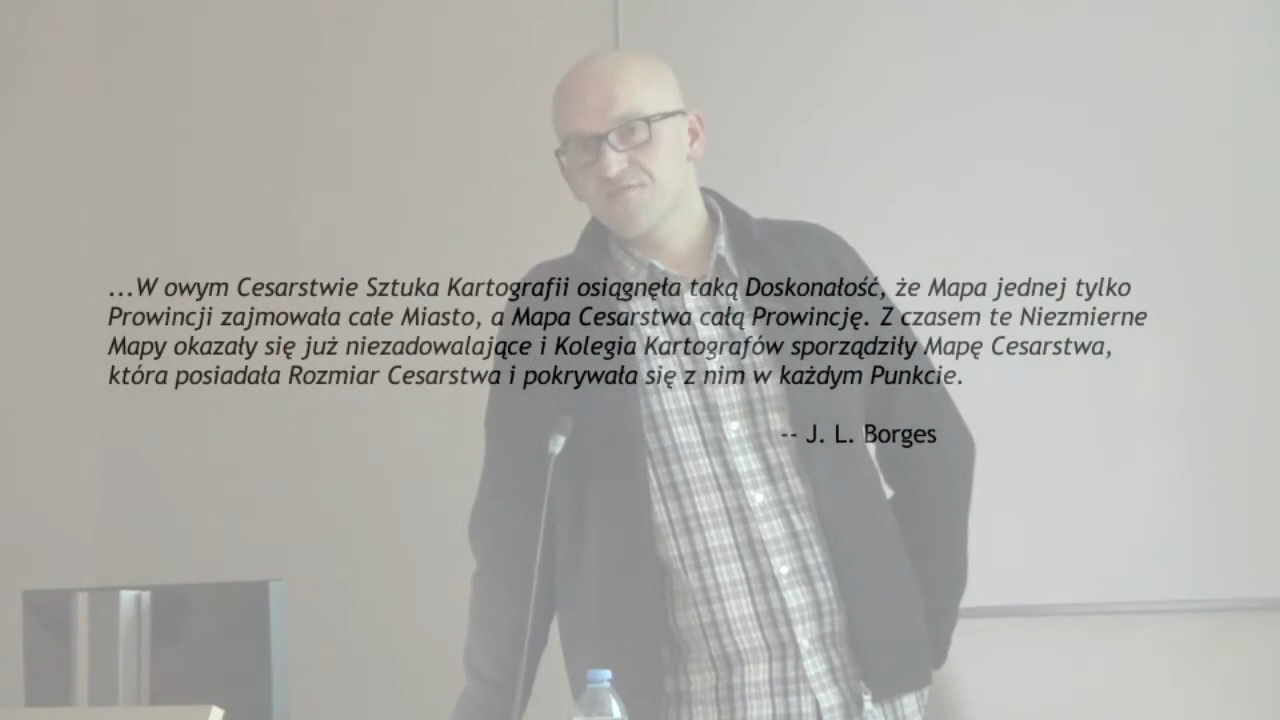 ...W owym Cesarstwie Sztuka Kartografii osiągnęła taką Doskonałość, że Mapa jednej tylko
Prowincji zajmowała całe Miasto, a Mapa Cesarstwa całą Prowincję. Z czasem te Niezmierne
Mapy okazały się już niezadowalające i Kolegia Kartografów sporządziły Mapę Cesarstwa,
która posiadała Rozmiar Cesarstwa i pokrywała się z nim w każdym Punkcie.
-- J. L. Borges